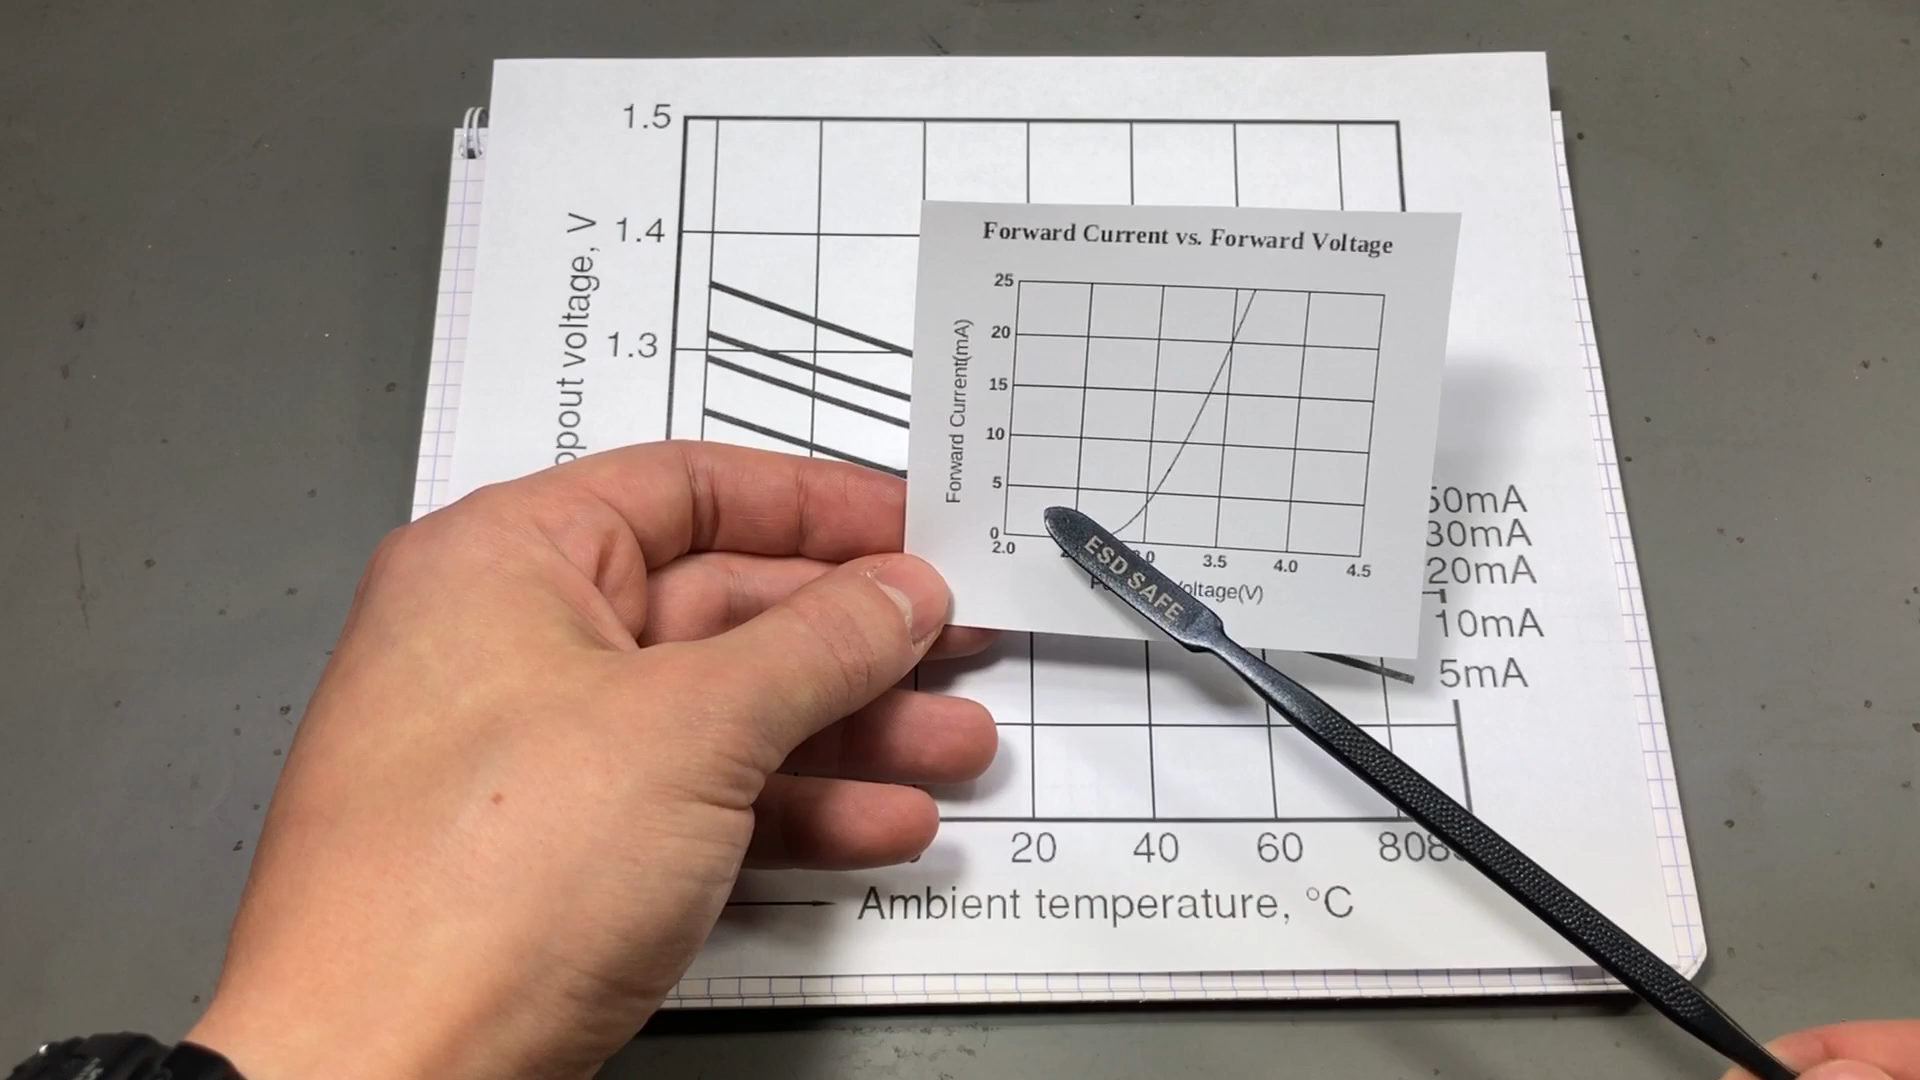 1.5
1.4
1.3
opout voltage, V
Forward Current vs. Forward Voltage
Forward Current(mA)
25
20
15
10
5
0
2.0
3.5
4.0
4.5
oltage(V)
ESD SAFE
50mA
30mA
20mA
10mA
5mA
20
40
60
80
Ambient temperature, °C